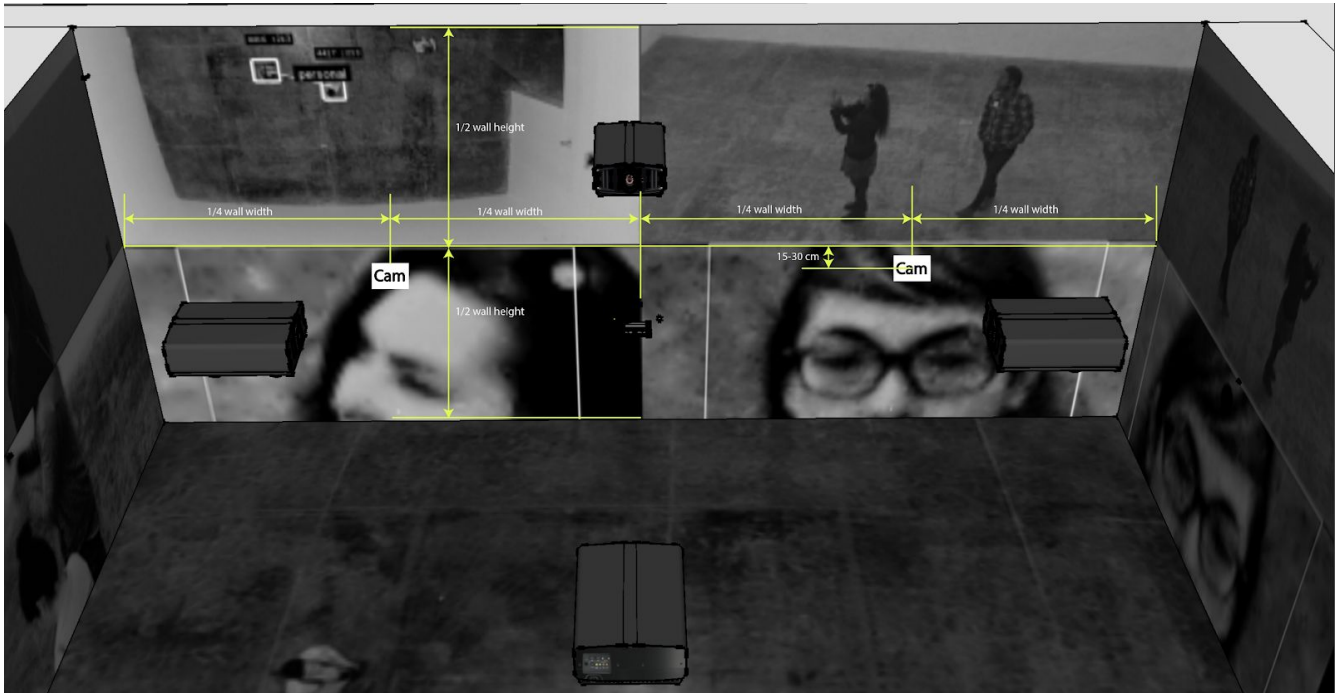 personal
1/2 wall height
1/4 wall width
1/4 wall width
1/4 wall width
1/4 wall width
15-30 cm
Cam
Cam
1/2 wall height